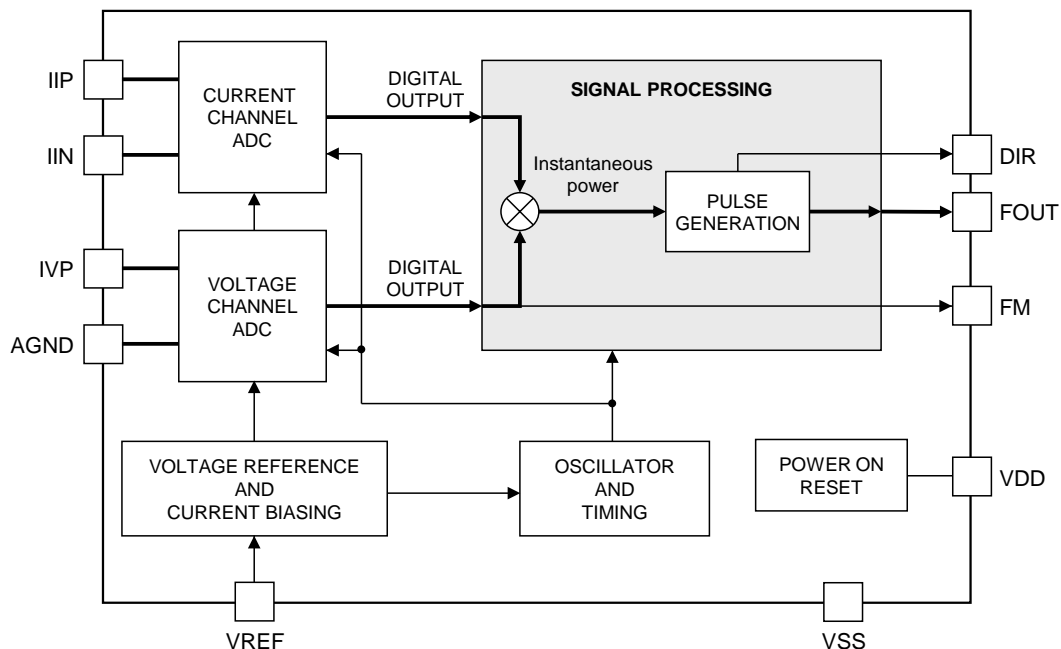 IIP
IIN
IVP
AGND
CURRENT
CHANNEL
ADC
VOLTAGE
CHANNEL
ADC
DIGITAL
OUTPUT
DIGITAL
OUTPUT
SIGNAL PROCESSING
Instantaneous
power
PULSE
GENERATION
DIR
FOUT
FM
VOLTAGE REFERENCE
AND
CURRENT BIASING
OSCILLATOR
AND
TIMING
POWER ON
RESET
VDD
VREF
VSS